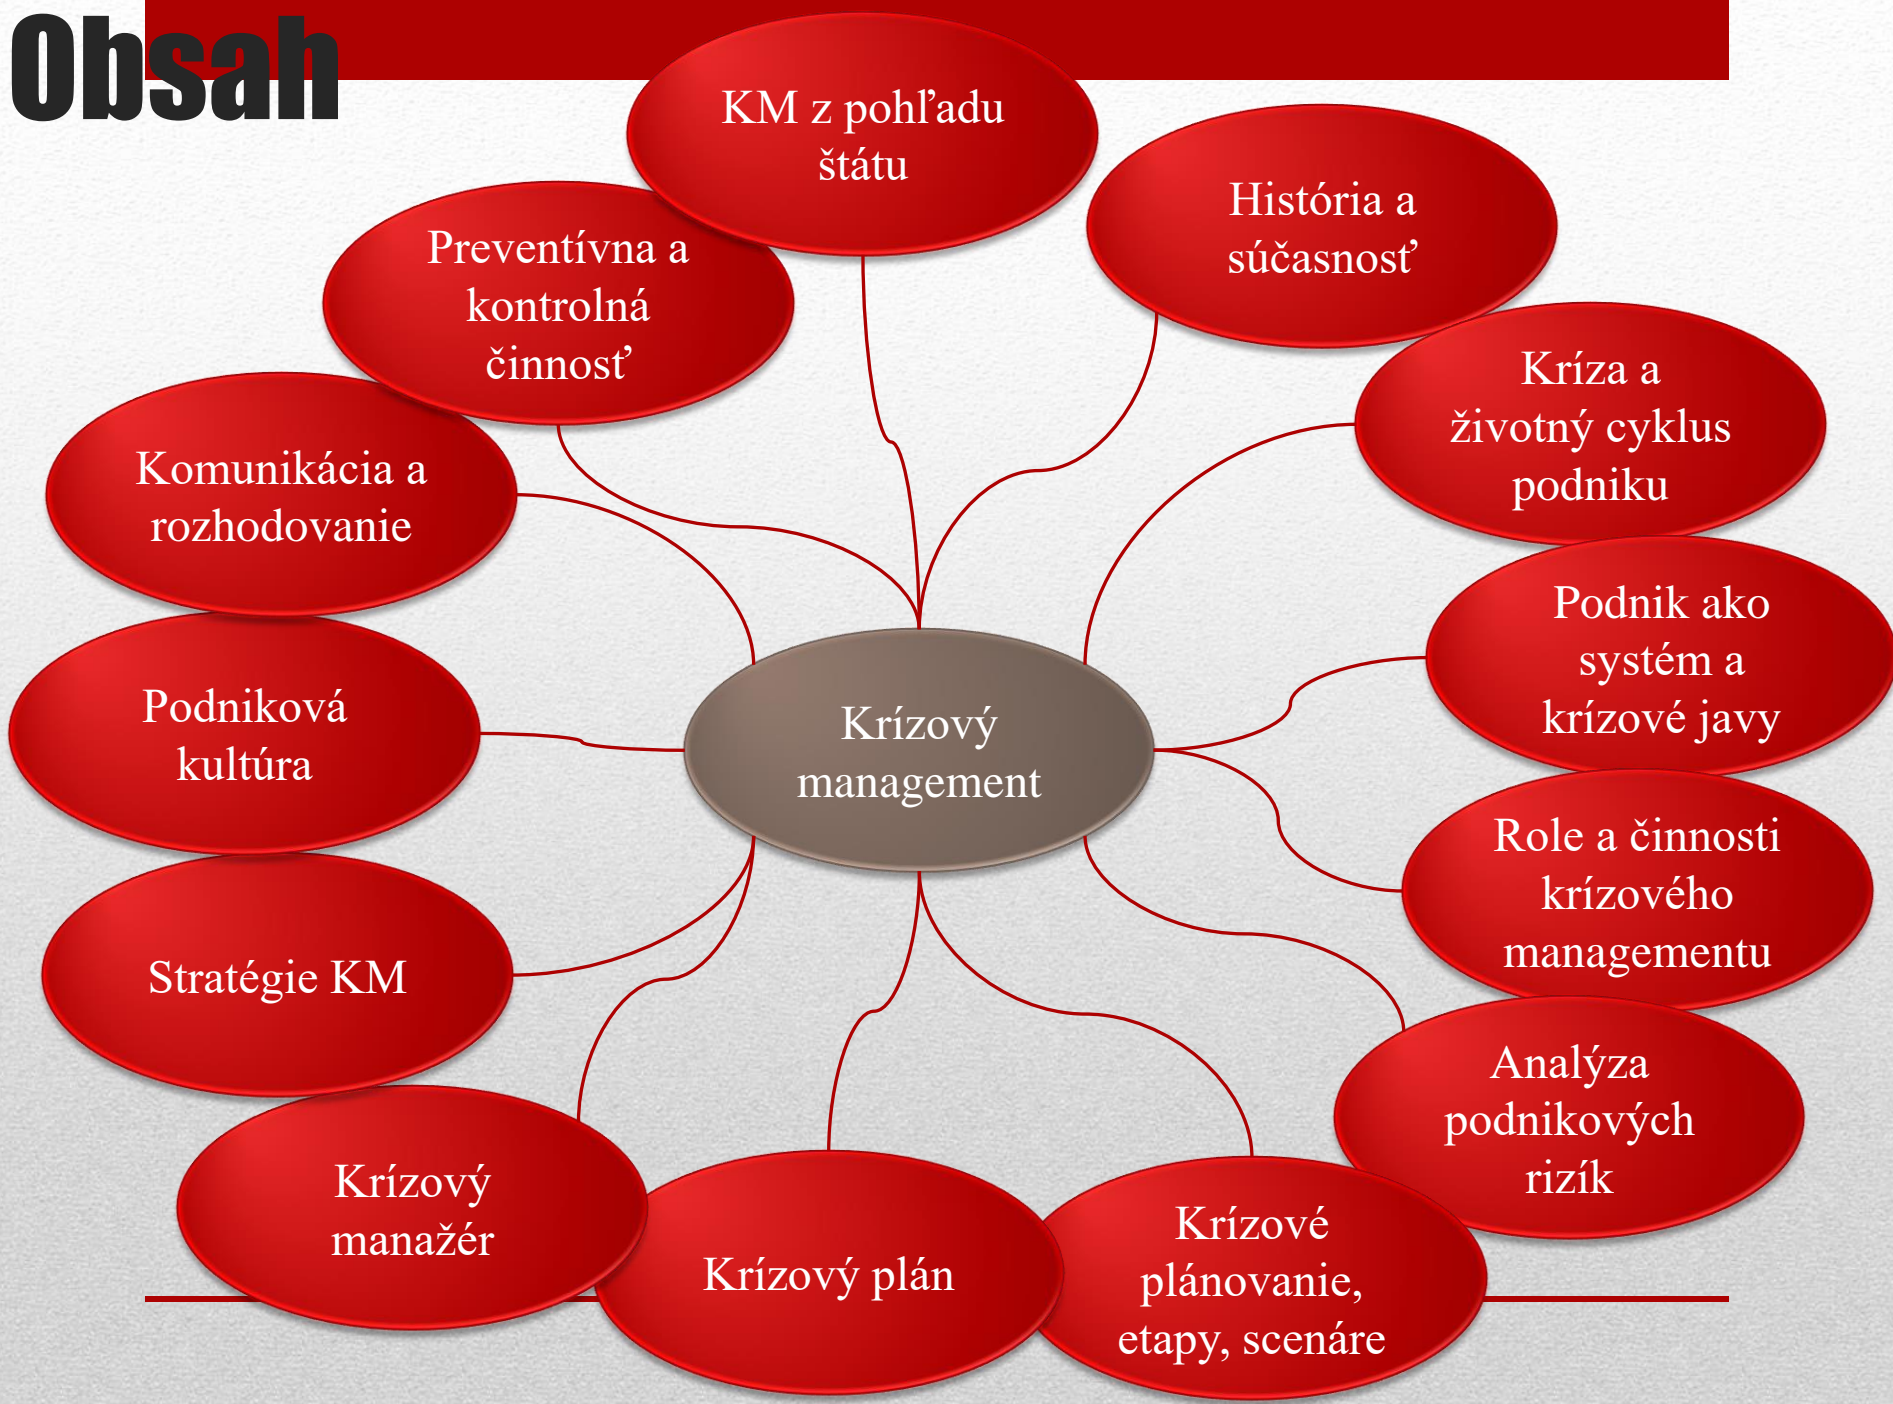 Obsah
KM z pohľadu
štátu
História a
súčasnosť
Kríza a
životný cyklus
podniku
Podnik ako
systém a
krízové javy
Role a činnosti
krízového
managementu
Analýza
podnikových
rizík
Krízové
plánovanie,
etapy, scenáre
Krízový plán
Krízový
manažér
Stratégie KM
Podniková
kultúra
Komunikácia a
rozhodovanie
Preventívna a
kontrolná
činnosť
Krízový
management